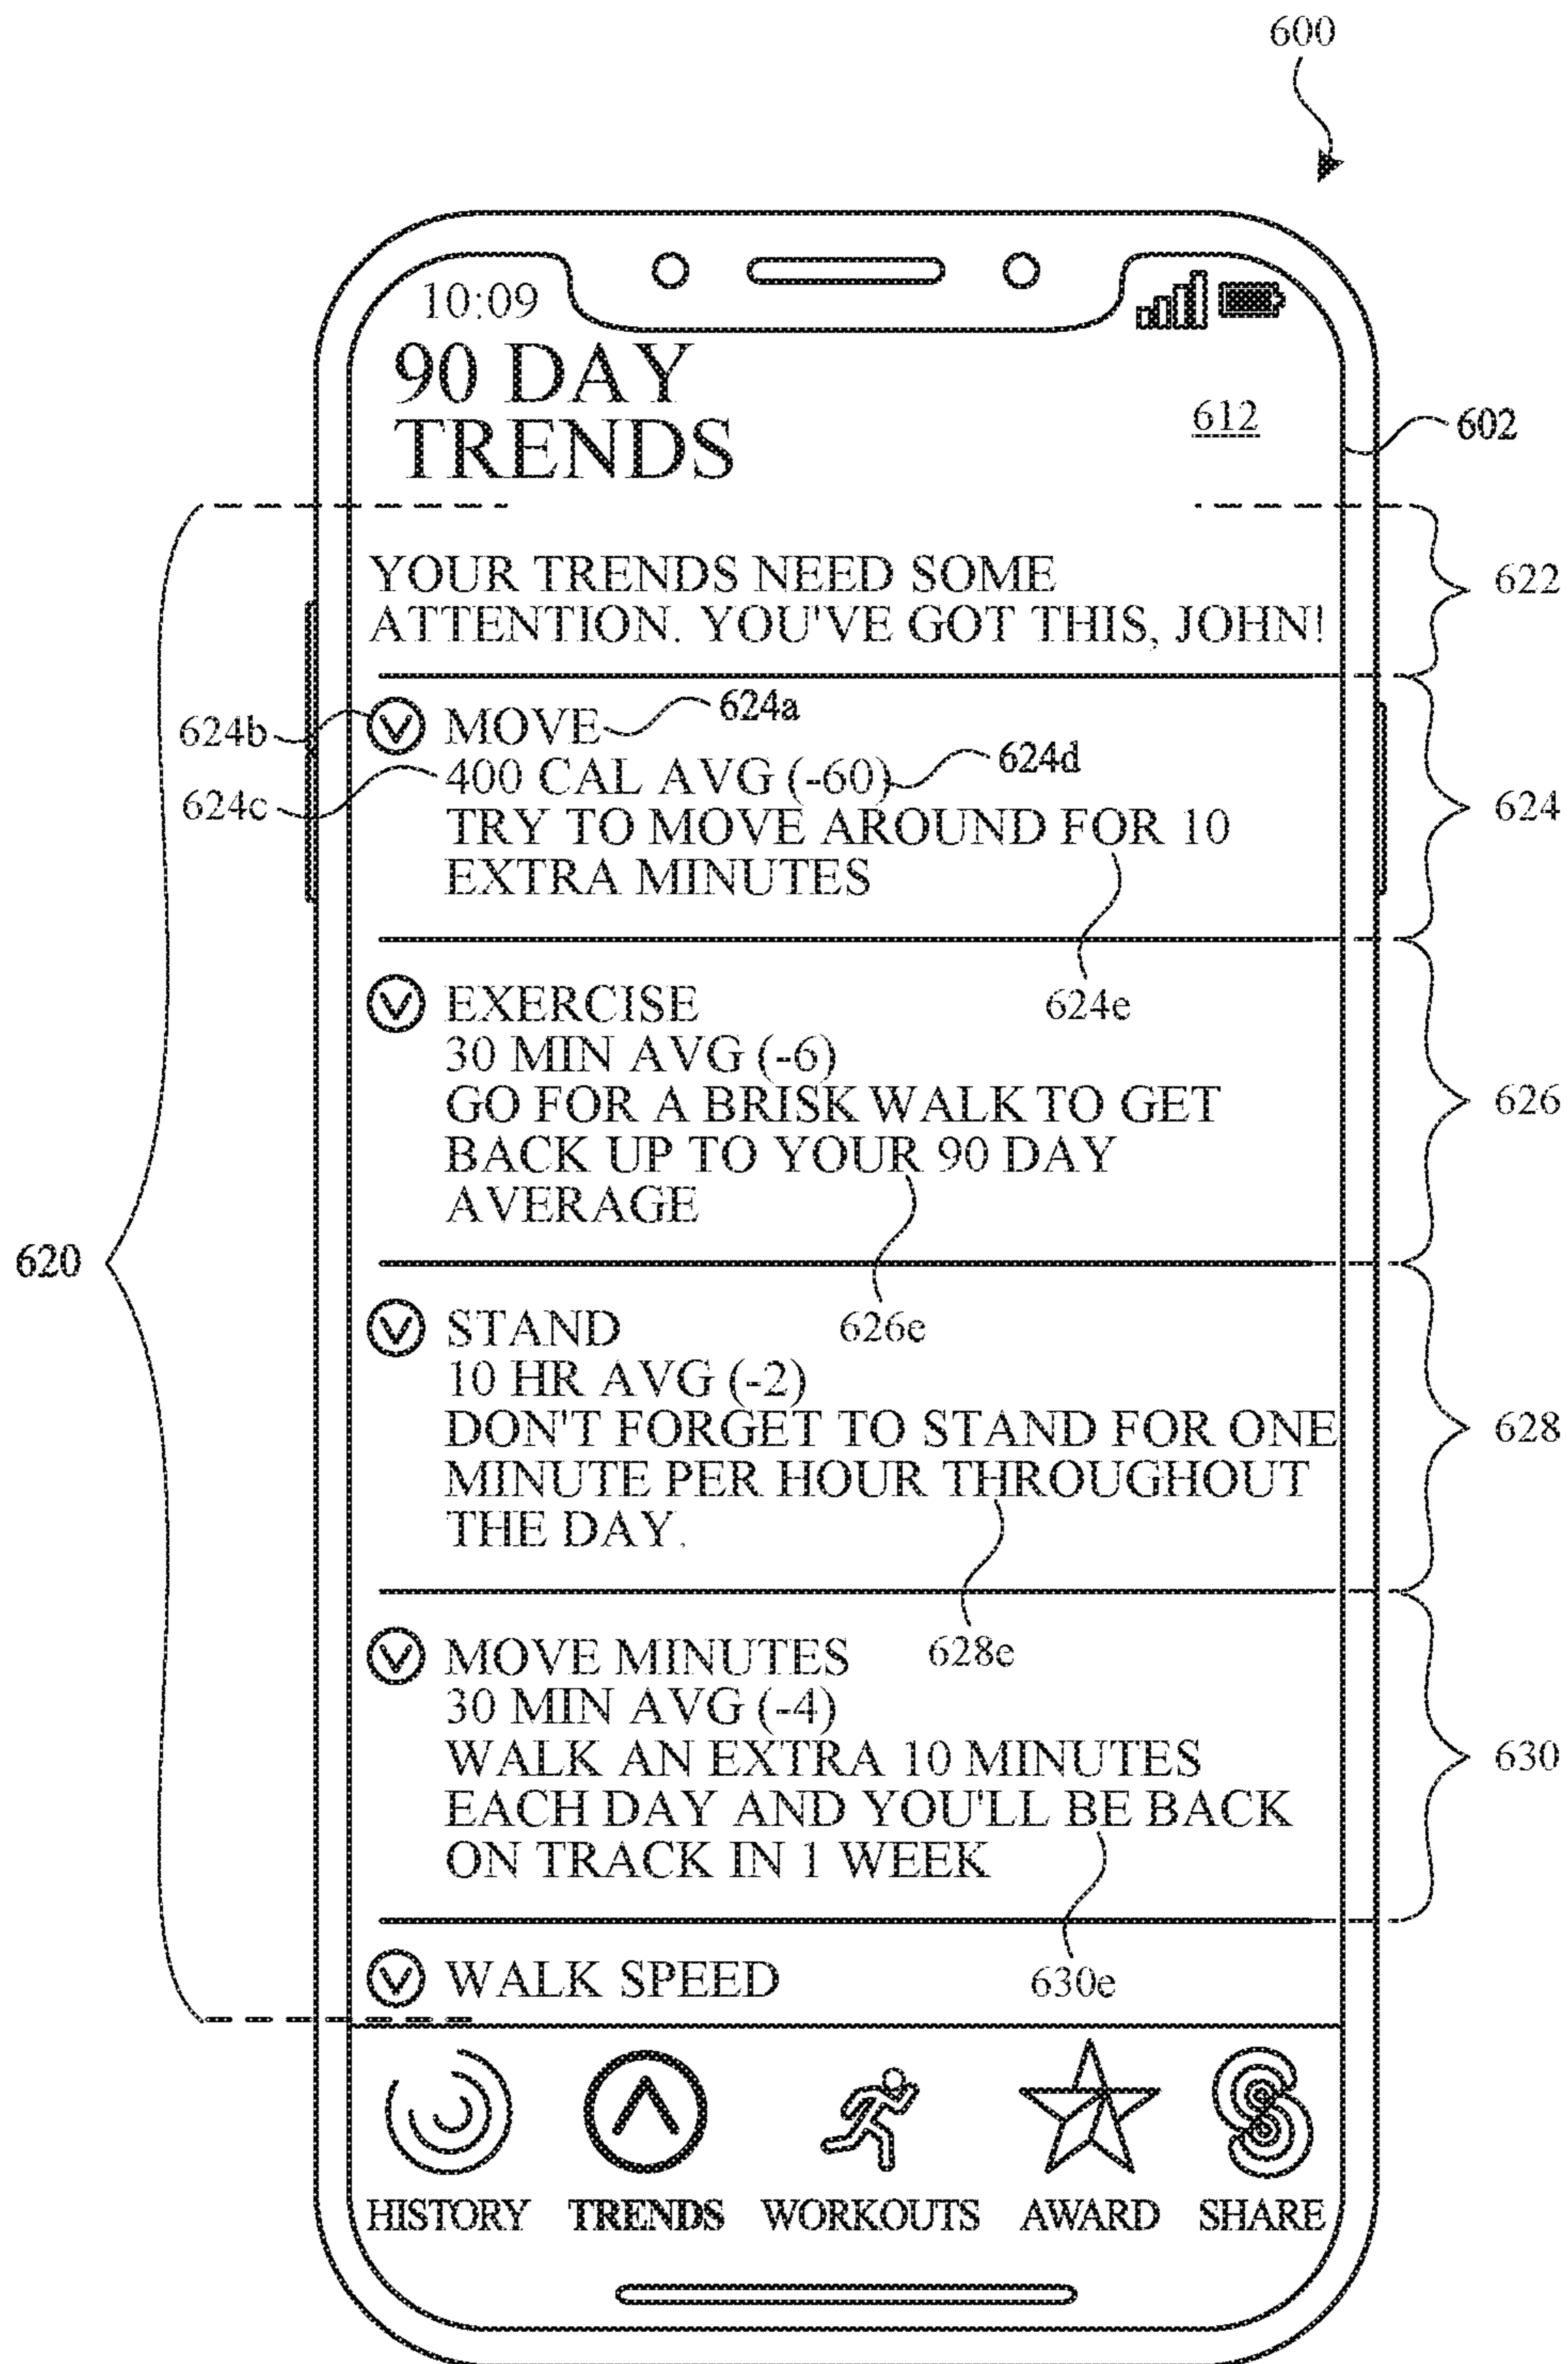 600
10:09
90 DAY
TRENDS
612
602
YOUR TRENDS NEED SOME
ATTENTION. YOU'VE GOT THIS, JOHN!
622
624b
MOVE
624a
624c
400 CAL AVG (-60)
624d
TRY TO MOVE AROUND FOR 10
EXTRA MINUTES
624
624e
EXERCISE
30 MIN AVG (-6)
GO FOR A BRISK WALK TO GET
BACK UP TO YOUR 90 DAY
AVERAGE
626
620
626e
STAND
10 HR AVG (-2)
DON'T FORGET TO STAND FOR ONE
MINUTE PER HOUR THROUGHOUT
THE DAY.
628
628e
MOVE MINUTES
30 MIN AVG (-4)
WALK AN EXTRA 10 MINUTES
EACH DAY AND YOU'LL BE BACK
ON TRACK IN 1 WEEK
630
630e
WALK SPEED
HISTORY TRENDS WORKOUTS AWARD SHARE